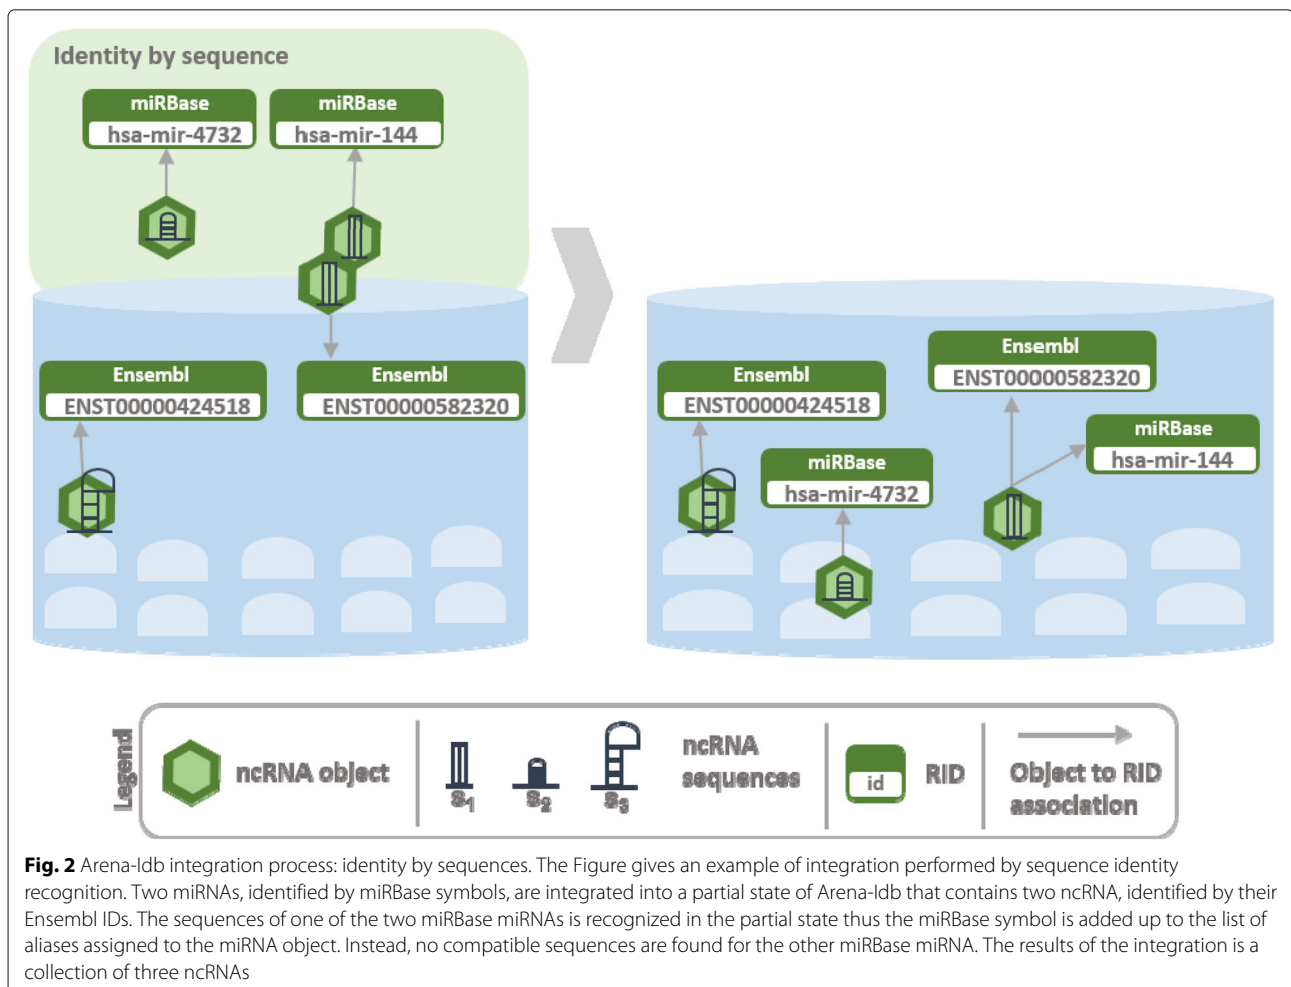 Identity by sequence
miRBase
hsa-mir-4732
miRBase
hsa-mir-144
Ensembl
ENST00000424518
Ensembl
ENST00000582320
Ensembl
ENST00000424518
miRBase
hsa-mir-4732
Ensembl
ENST00000582320
miRBase
hsa-mir-144
Legend
ncRNA object
S1
S2
S3
ncRNA
sequences
id
RID
Object to RID
association
Fig. 2 Arena-Idb integration process: identity by sequences. The Figure gives an example of integration performed by sequence identity
recognition. Two miRNAs, identified by miRBase symbols, are integrated into a partial state of Arena-Idb that contains two ncRNA, identified by their
Ensembl IDs. The sequences of one of the two miRBase miRNAs is recognized in the partial state thus the miRBase symbol is added up to the list of
aliases assigned to the miRNA object. Instead, no compatible sequences are found for the other miRBase miRNA. The results of the integration is a
collection of three ncRNAs